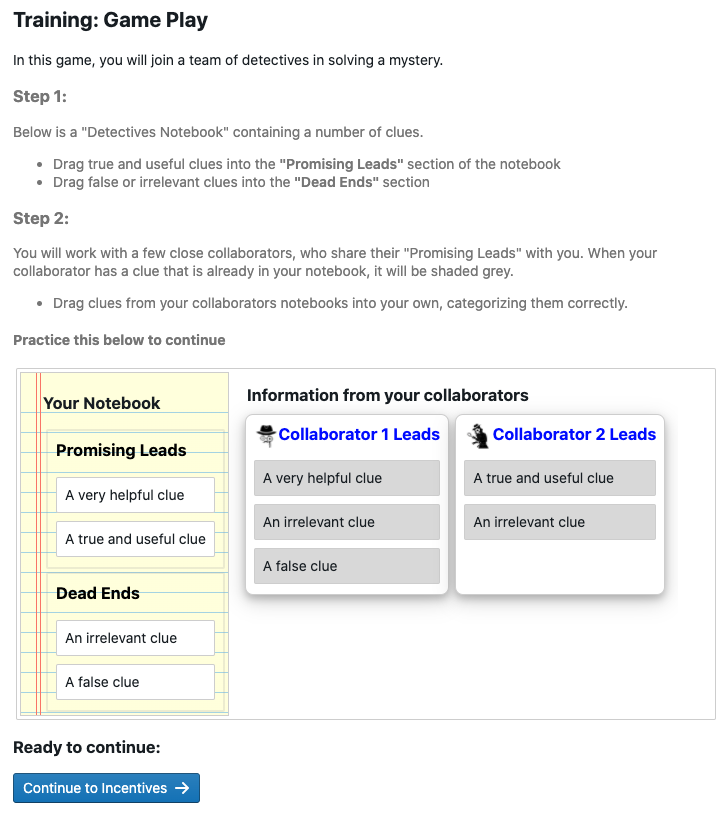 Training: Game Play
In this game, you will join a team of detectives in solving a mystery.
Step 1:
Below is a "Detectives Notebook" containing a number of clues.
• Drag true and useful clues into the "Promising Leads" section of the notebook
• Drag false or irrelevant clues into the "Dead Ends" section
Step 2:
You will work with a few close collaborators, who share their "Promising Leads" with you. When your
collaborator has a clue that is already in your notebook, it will be shaded grey.
• Drag clues from your collaborators notebooks into your own, categorizing them correctly.
Practice this below to continue
Your Notebook
Promising Leads
A very helpful clue
A true and useful clue
Dead Ends
An irrelevant clue
A false clue
Information from your collaborators
Collaborator 1 Leads
A very helpful clue
An irrelevant clue
A false clue
Collaborator 2 Leads
A true and useful clue
An irrelevant clue
Ready to continue:
Continue to Incentives →